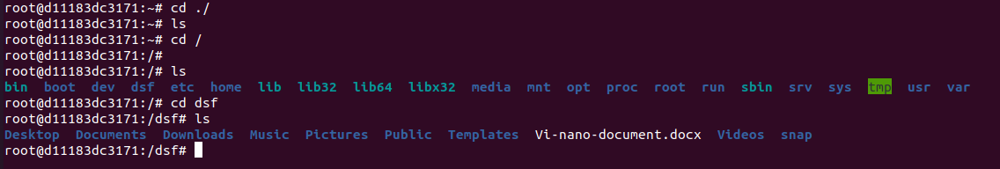 root@d11183dc3171:~# cd ./
root@d11183dc3171:~# ls
root@d11183dc3171:~# cd /
root@d11183dc3171:/#
root@d11183dc3171:/# ls
bin boot dev dsf etc home lib lib32 lib64 libx32 media mnt opt proc root run sbin srv sys tmp usr var
root@d11183dc3171:/# cd dsf
root@d11183dc3171:/dsf# ls
Desktop Documents Downloads Music Pictures Public Templates Vi-nano-document.docx Videos snap
root@d11183dc3171:/dsf#